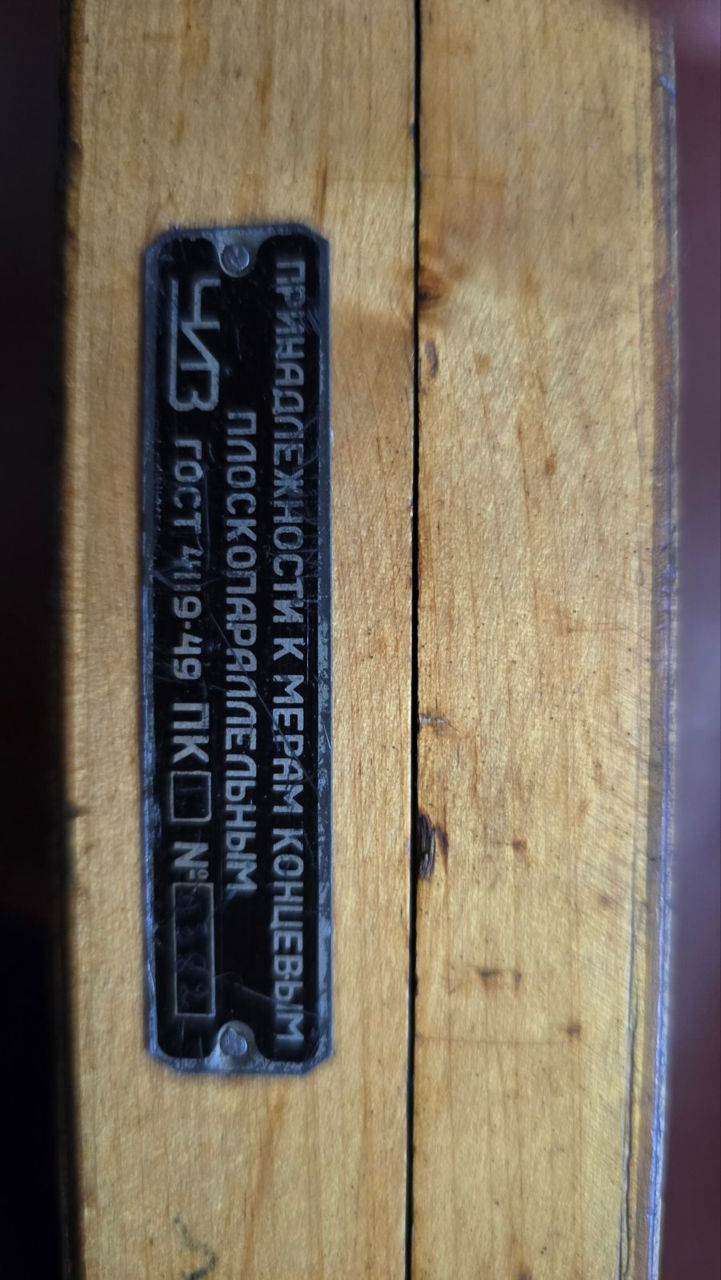 ПРИНАДЛЕЖНОСТИ К МЕРАМ КОНЦЕВЫМ
ПЛОСКОПАРАЛЛЕЛЬНЫМ
ЧИЗ ГОСТ 4119-49 ПК №